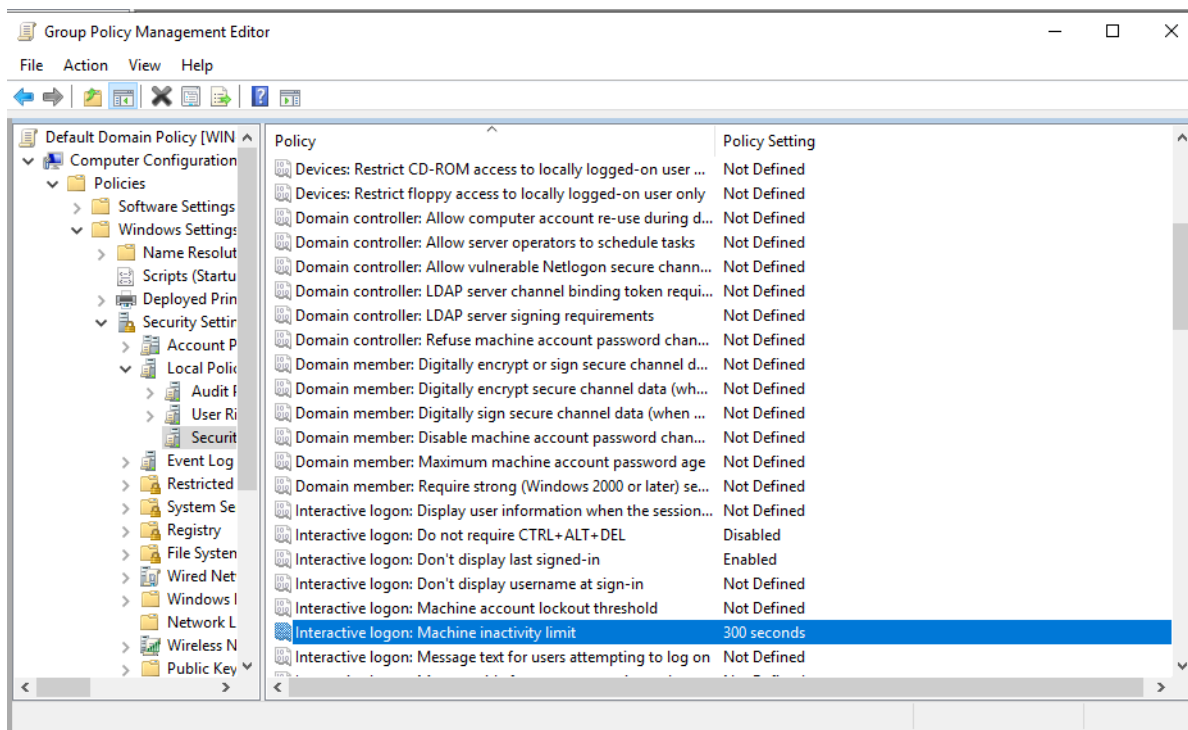 Group Policy Management Editor
File Action View Help
Default Domain Policy [WIN
Computer Configuration
Policies
Software Settings
Windows Settings
Name Resolut
Scripts (Startu
Deployed Prin
Security Settin
Account P
Local Polic
Audit P
User Ri
Securit
Event Log
Restricted
System Se
Registry
File System
Wired Net
Windows
Network L
Wireless N
Public Key
Policy Policy Setting
Devices: Restrict CD-ROM access to locally logged-on user ... Not Defined
Devices: Restrict floppy access to locally logged-on user only Not Defined
Domain controller: Allow computer account re-use during d... Not Defined
Domain controller: Allow server operators to schedule tasks Not Defined
Domain controller: Allow vulnerable Netlogon secure chann... Not Defined
Domain controller: LDAP server channel binding token requi... Not Defined
Domain controller: LDAP server signing requirements Not Defined
Domain controller: Refuse machine account password chan... Not Defined
Domain member: Digitally encrypt or sign secure channel d... Not Defined
Domain member: Digitally encrypt secure channel data (wh... Not Defined
Domain member: Digitally sign secure channel data (when ... Not Defined
Domain member: Disable machine account password chan... Not Defined
Domain member: Maximum machine account password age Not Defined
Domain member: Require strong (Windows 2000 or later) se... Not Defined
Interactive logon: Display user information when the session... Not Defined
Interactive logon: Do not require CTRL+ALT+DEL Disabled
Interactive logon: Don't display last signed-in Enabled
Interactive logon: Don't display username at sign-in Not Defined
Interactive logon: Machine account lockout threshold Not Defined
Interactive logon: Machine inactivity limit 300 seconds
Interactive logon: Message text for users attempting to log on Not Defined